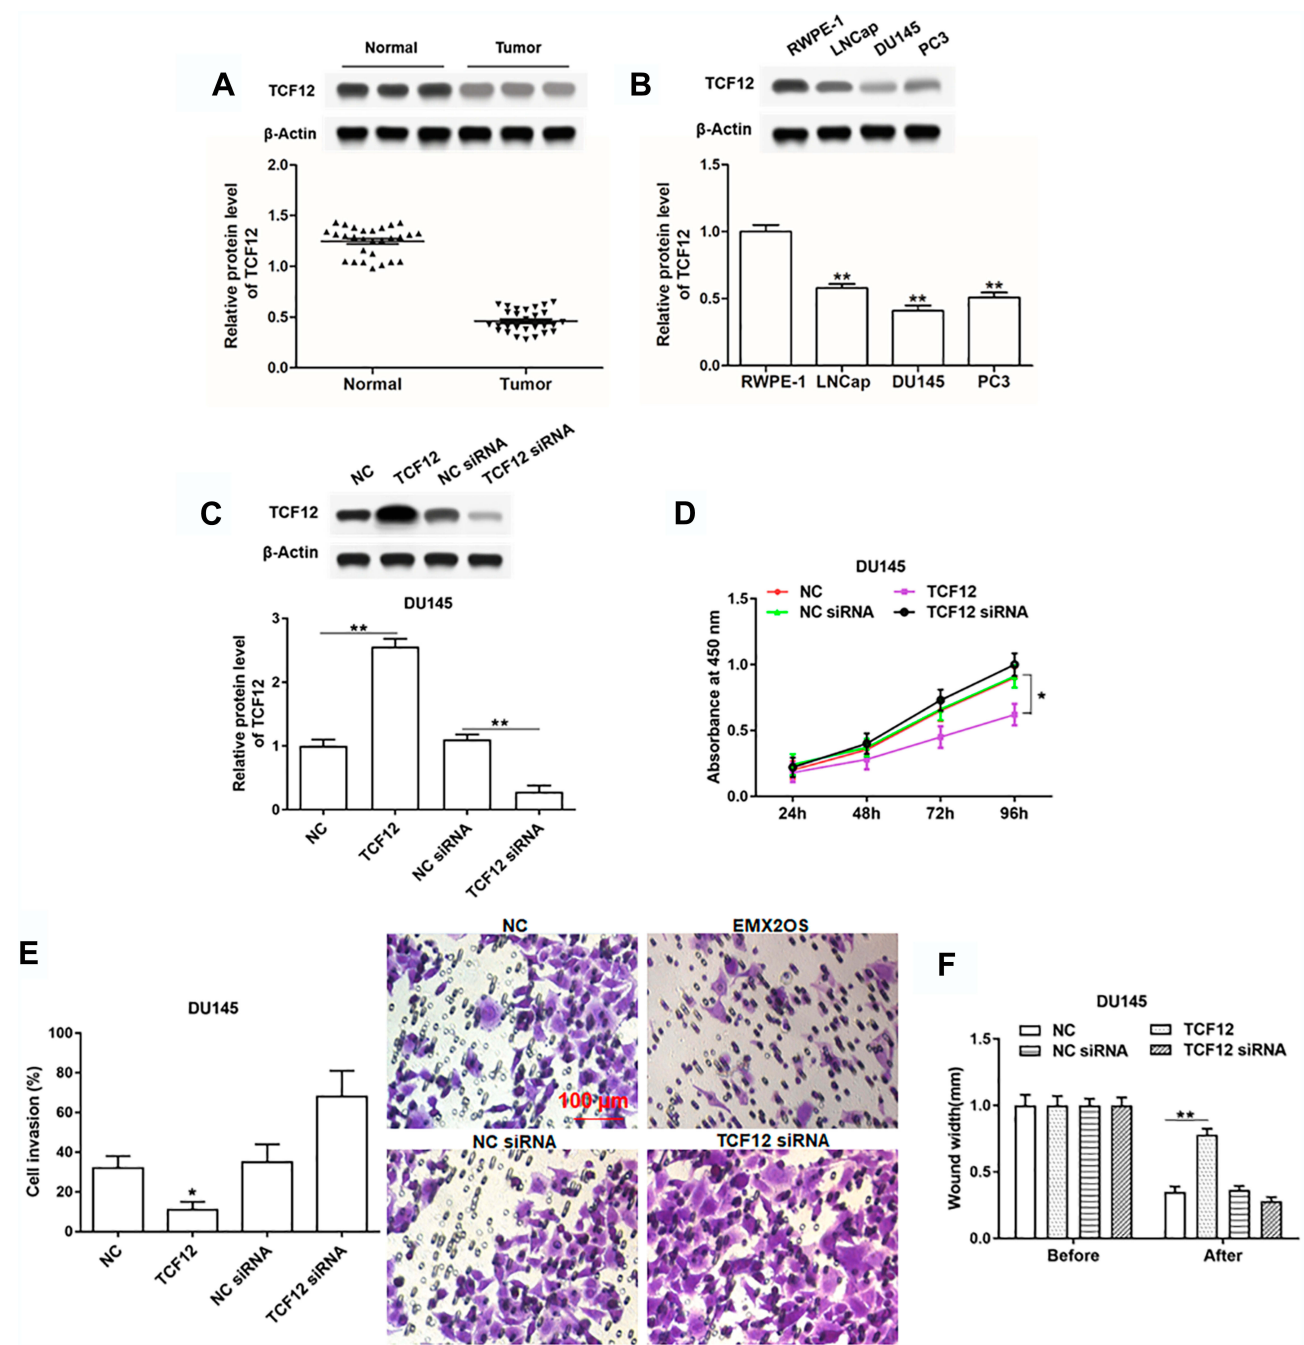 A
Normal
Tumor
TCF12
β-Actin
2.0
1.5
1.0
0.5
0.0
Relative protein level
of TCF12
Normal
Tumor
B
RWPE-1
LNCap
DU145
PC3
TCF12
β-Actin
1.5
1.0
0.5
0.0
Relative protein level
of TCF12
**
**
**
RWPE-1
LNCap
DU145
PC3
C
NC
TCF12
NC siRNA
TCF12 siRNA
TCF12
β-Actin
DU145
3
2
1
0
Relative protein level
of TCF12
**
**
NC
TCF12
NC siRNA
TCF12 siRNA
D
DU145
NC
TCF12
NC siRNA
TCF12 siRNA
1.5
1.0
0.5
0.0
Absorbance at 450 nm
*
24h
48h
72h
96h
E
DU145
100
80
60
40
20
0
Cell invasion (%)
*
NC
TCF12
NC siRNA
TCF12 siRNA
NC
EMX2OS
100 μm
NC siRNA
TCF12 siRNA
F
DU145
NC
TCF12
NC siRNA
TCF12 siRNA
1.5
1.0
0.5
0.0
Wound width(mm)
**
Before
After